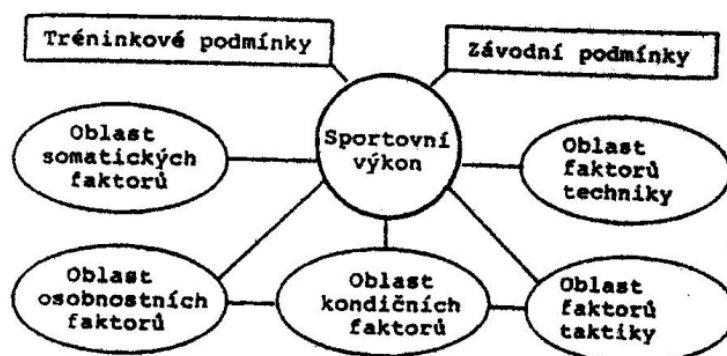 Tréninkové podmínky
Závodní podmínky
Sportovní
výkon
Oblast
somatických
faktorů
Oblast
faktorů
techniky
Oblast
osobnostních
faktorů
Oblast
kondičních
faktorů
Oblast
faktorů
taktiky